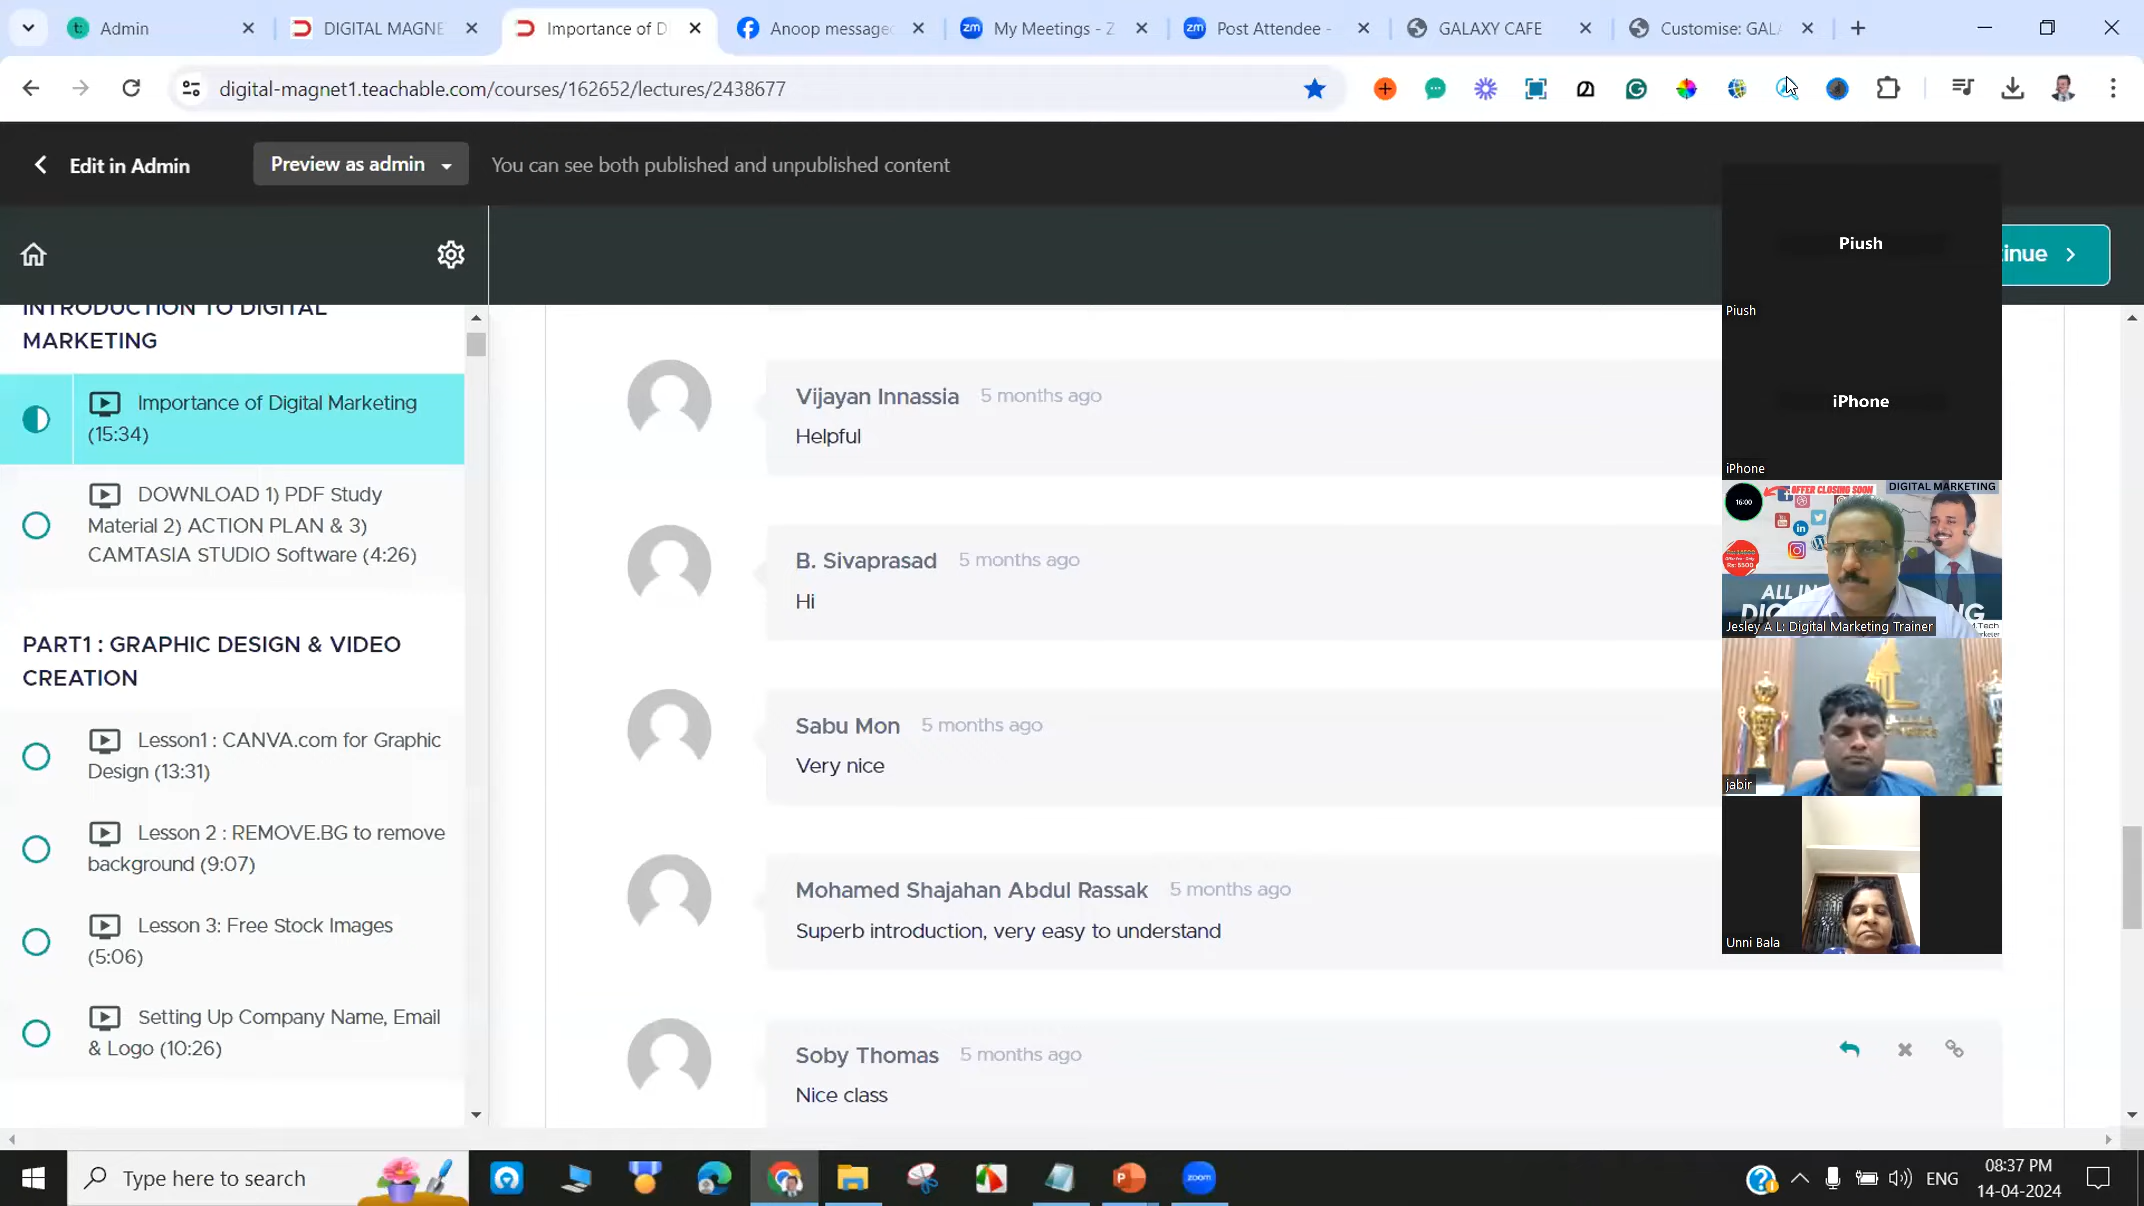 Admin
DIGITAL MAGNE
Importance of D
Anoop message
My Meetings - Z
Post Attendee -
GALAXY CAFE
Customise: GAL
digital-magnet1.teachable.com/courses/162652/lectures/2438677
Edit in Admin
Preview as admin
You can see both published and unpublished content
inue
INTRODUCTION TO DIGITAL
MARKETING
Importance of Digital Marketing
(15:34)
DOWNLOAD 1) PDF Study
Material 2) ACTION PLAN & 3)
CAMTASIA STUDIO Software (4:26)
PART1 : GRAPHIC DESIGN & VIDEO
CREATION
Lesson1 : CANVA.com for Graphic
Design (13:31)
Lesson 2 : REMOVE.BG to remove
background (9:07)
Lesson 3: Free Stock Images
(5:06)
Setting Up Company Name, Email
& Logo (10:26)
Vijayan Innassia 5 months ago
Helpful
B. Sivaprasad 5 months ago
Hi
Sabu Mon 5 months ago
Very nice
Mohamed Shajahan Abdul Rassak 5 months ago
Superb introduction, very easy to understand
Soby Thomas 5 months ago
Nice class
Piush
Piush
iPhone
iPhone
16:00
OFFER CLOSING SOON
DIGITAL MARKETING
ALL IN
Jesley A L: Digital Marketing Trainer
jabir
Unni Bala
Type here to search
zoom
ENG
08:37 PM
14-04-2024